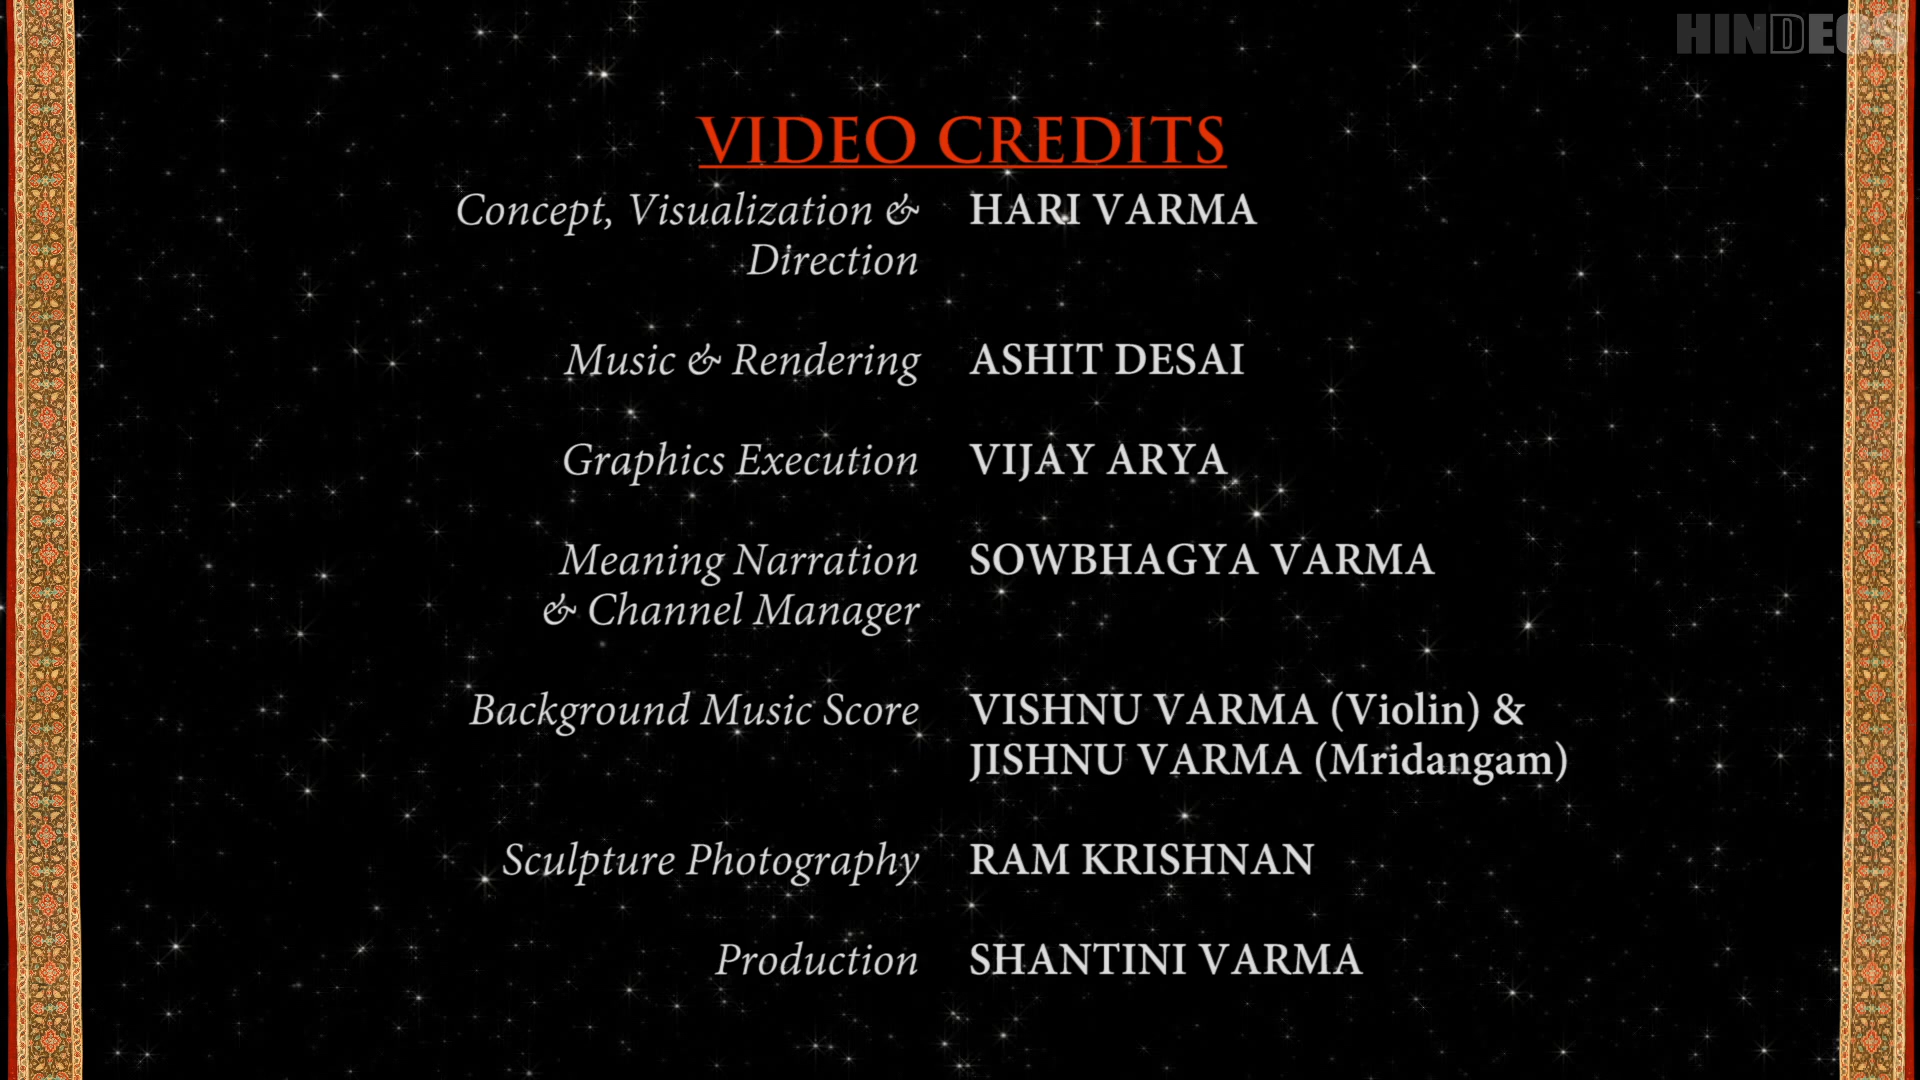 HINDEOS
VIDEO CREDITS
Concept, Visualization & HARI VARMA
Direction
Music & Rendering ASHIT DESAI
Graphics Execution VIJAY ARYA
Meaning Narration SOWBHAGYA VARMA
& Channel Manager
Background Music Score VISHNU VARMA (Violin) &
JISHNU VARMA (Mridangam)
Sculpture Photography RAM KRISHNAN
Production SHANTINI VARMA